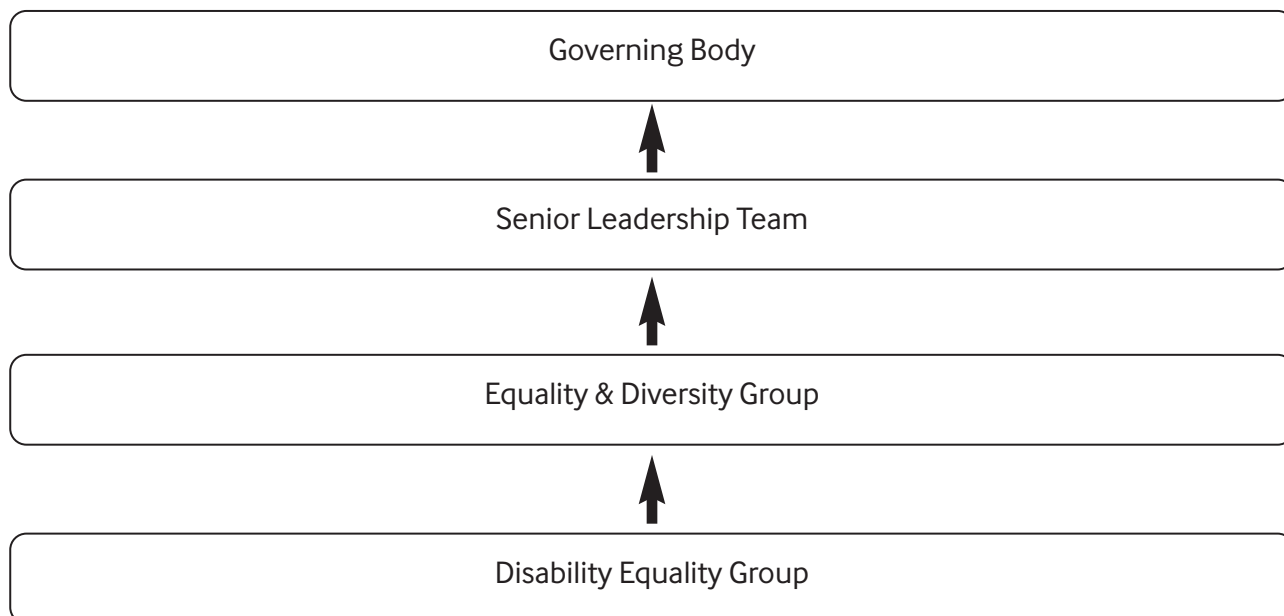 Governing Body
Senior Leadership Team
Equality & Diversity Group
Disability Equality Group